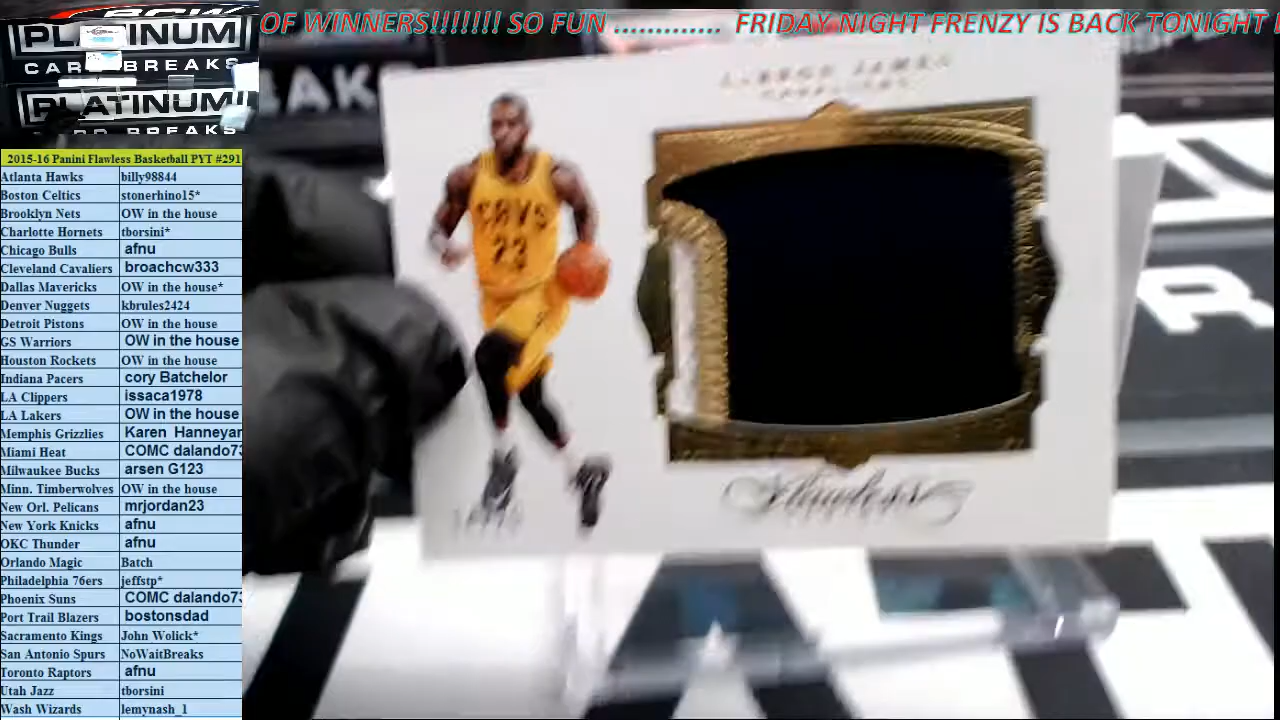 OF WINNERS!!!!!!! SO FUN ............. FRIDAY NIGHT FRENZY IS BACK TONIGHT
PLATINUM
CARD BREAKS
PLATINUM
CARD BREAKS
2015-16 Panini Flawless Basketball PYT #291
Atlanta Hawks billy98844
Boston Celtics stonerhino15*
Brooklyn Nets OW in the house
Charlotte Hornets tborsini*
Chicago Bulls afnu
Cleveland Cavaliers broachcw333
Dallas Mavericks OW in the house*
Denver Nuggets kbrules2424
Detroit Pistons OW in the house
GS Warriors OW in the house
Houston Rockets OW in the house
Indiana Pacers cory Batchelor
LA Clippers issaca1978
LA Lakers OW in the house
Memphis Grizzlies Karen Hanneyar
Miami Heat COMC dalando73
Milwaukee Bucks arsen G123
Minn. Timberwolves OW in the house
New Orl. Pelicans mrjordan23
New York Knicks afnu
OKC Thunder afnu
Orlando Magic Batch
Philadelphia 76ers jeffstp*
Phoenix Suns COMC dalando73
Port Trail Blazers bostonsdad
Sacramento Kings John Wolick*
San Antonio Spurs NoWaitBreaks
Toronto Raptors afnu
Utah Jazz tborsini
Wash Wizards lemynash_1
LEBRON JAMES
CAVALIERS
CAVS
23
Flawless